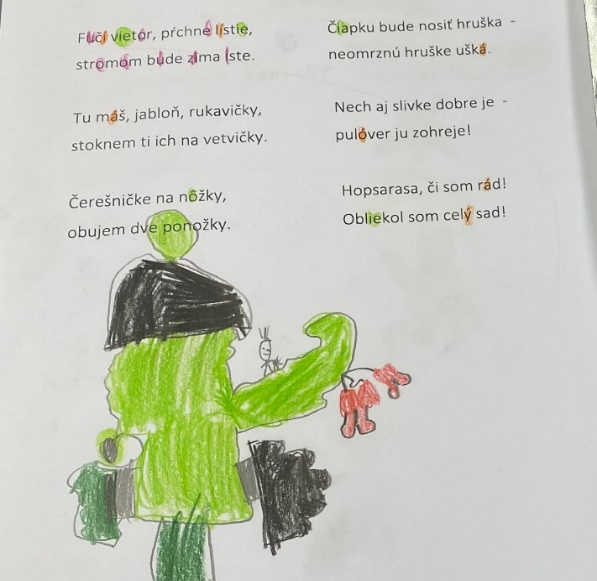 Fučí vietor, pŕchne lístie,
stromom bude zima iste.
Tu máš, jabloň, rukavičky,
stoknem ti ich na vetvičky.
Čerešničke na nôžky,
obujem dve ponožky.
Čiapku bude nosiť hruška -
neomrznú hruške ušká.
Nech aj slivke dobre je -
pulóver ju zohreje!
Hopsarasa, či som rád!
Obliekol som celý sad!